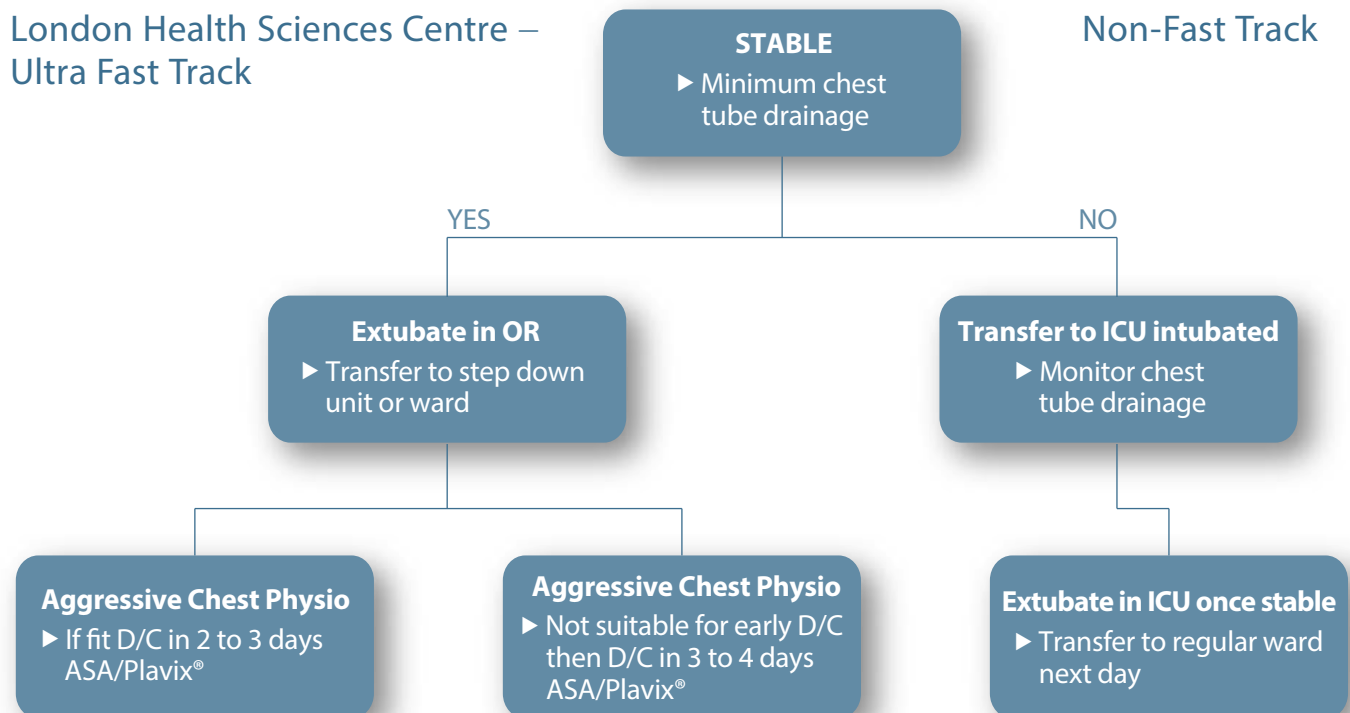 London Health Sciences Centre –
Ultra Fast Track
Non-Fast Track
STABLE
▶ Minimum chest
tube drainage
YES
NO
Extubate in OR
▶ Transfer to step down
unit or ward
Transfer to ICU intubated
▶ Monitor chest
tube drainage
Aggressive Chest Physio
▶ If fit D/C in 2 to 3 days
ASA/Plavix®
Aggressive Chest Physio
▶ Not suitable for early D/C
then D/C in 3 to 4 days
ASA/Plavix®
Extubate in ICU once stable
▶ Transfer to regular ward
next day